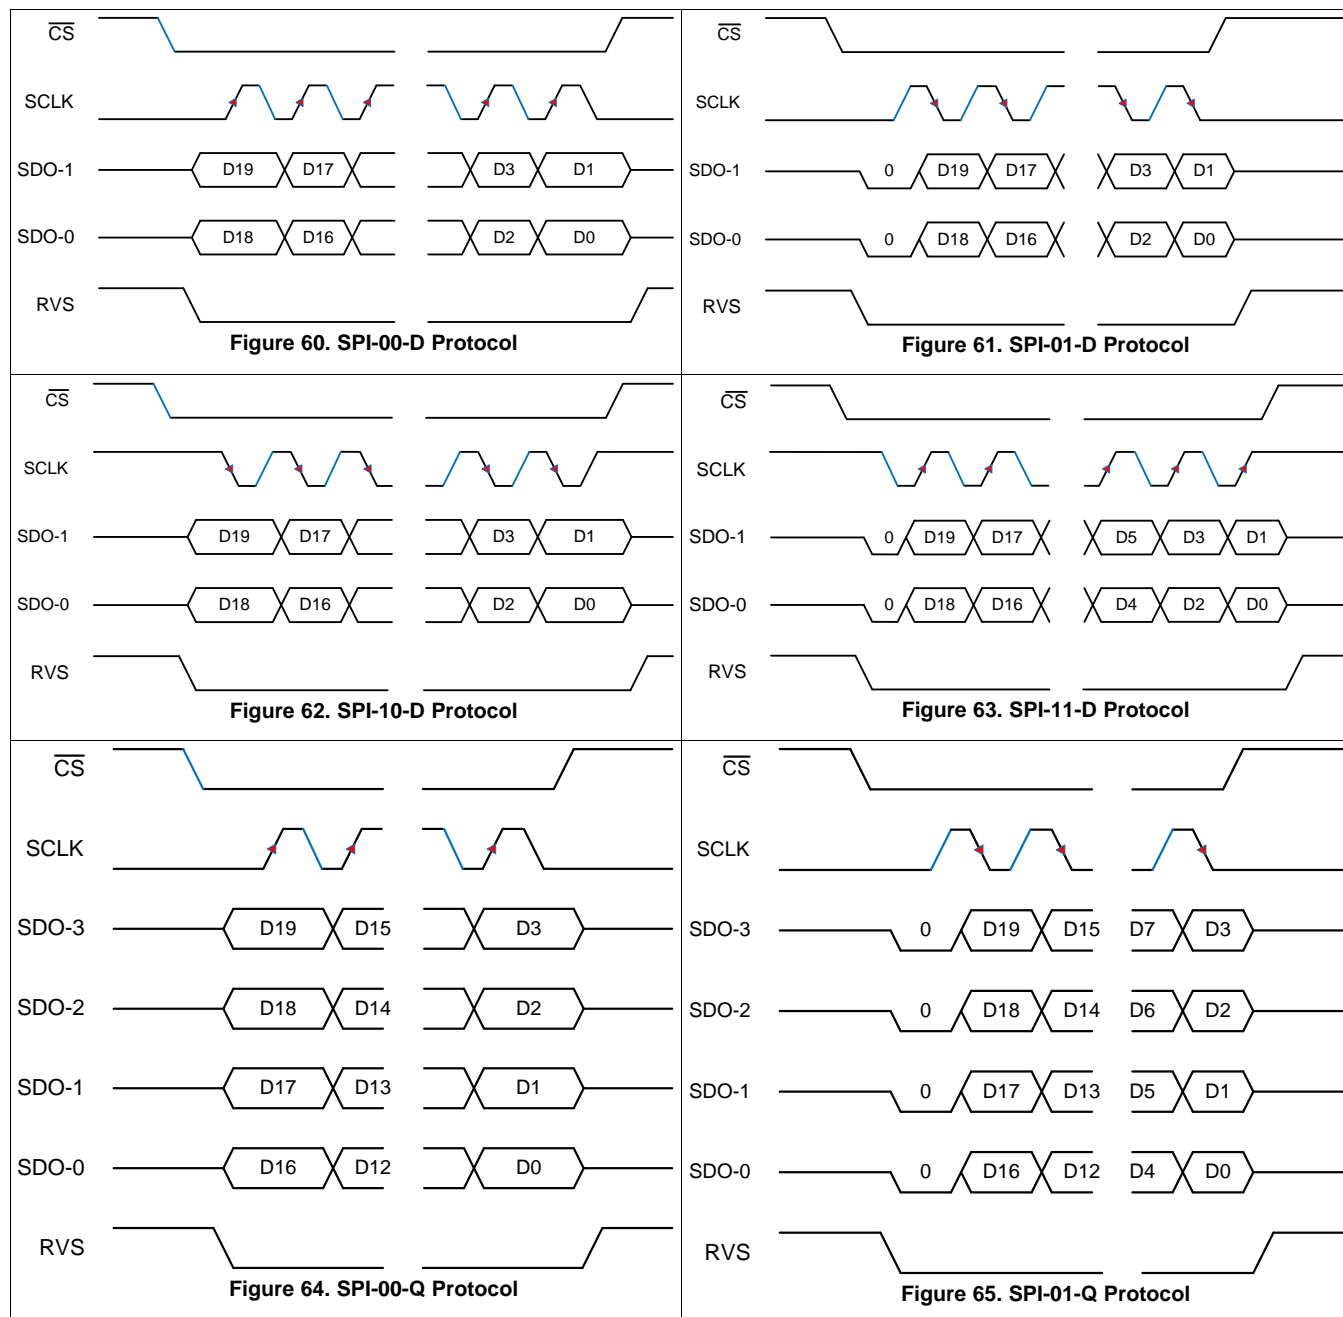 CS
SCLK
SDO-1 D19 D17 D3 D1
SDO-0 D18 D16 D2 D0
RVS
Figure 60. SPI-00-D Protocol
CS
SCLK
SDO-1 0 D19 D17 D3 D1
SDO-0 0 D18 D16 D2 D0
RVS
Figure 61. SPI-01-D Protocol
CS
SCLK
SDO-1 D19 D17 D3 D1
SDO-0 D18 D16 D2 D0
RVS
Figure 62. SPI-10-D Protocol
CS
SCLK
SDO-1 0 D19 D17 D5 D3 D1
SDO-0 0 D18 D16 D4 D2 D0
RVS
Figure 63. SPI-11-D Protocol
CS
SCLK
SDO-3 D19 D15 D3
SDO-2 D18 D14 D2
SDO-1 D17 D13 D1
SDO-0 D16 D12 D0
RVS
Figure 64. SPI-00-Q Protocol
CS
SCLK
SDO-3 0 D19 D15 D7 D3
SDO-2 0 D18 D14 D6 D2
SDO-1 0 D17 D13 D5 D1
SDO-0 0 D16 D12 D4 D0
RVS
Figure 65. SPI-01-Q Protocol